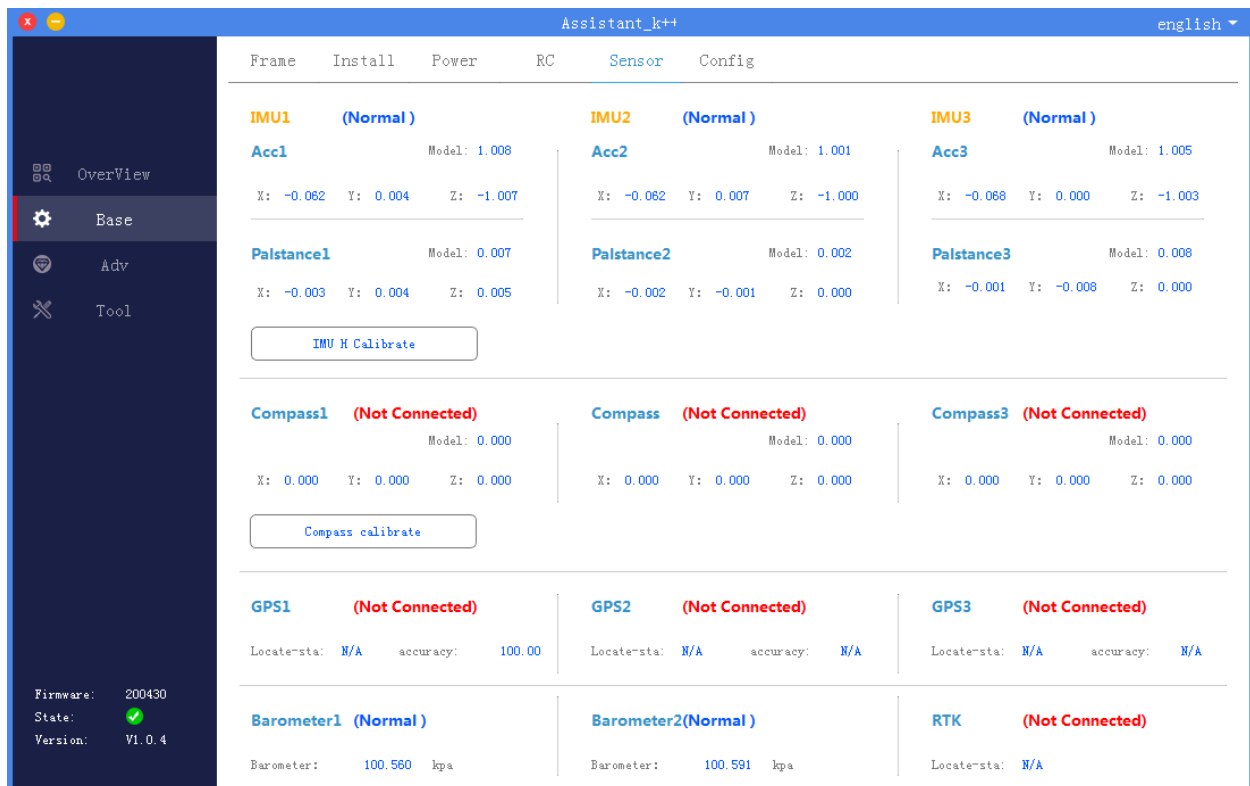 x Assistant_k++ english
Frame Install Power RC Sensor Config
OverView
Base
Adv
Tool
Firmware: 200430
State:
Version: V1.0.4
IMU1 (Normal ) IMU2 (Normal ) IMU3 (Normal )
Acc1 Model: 1.008 Acc2 Model: 1.001 Acc3 Model: 1.005
X: -0.062 Y: 0.004 Z: -1.007 X: -0.062 Y: 0.007 Z: -1.000 X: -0.068 Y: 0.000 Z: -1.003
Palstance1 Model: 0.007 Palstance2 Model: 0.002 Palstance3 Model: 0.008
X: -0.003 Y: 0.004 Z: 0.005 X: -0.002 Y: -0.001 Z: 0.000 X: -0.001 Y: -0.008 Z: 0.000
IMU H Calibrate
Compass1 (Not Connected) Compass (Not Connected) Compass3 (Not Connected)
Model: 0.000 Model: 0.000 Model: 0.000
X: 0.000 Y: 0.000 Z: 0.000 X: 0.000 Y: 0.000 Z: 0.000 X: 0.000 Y: 0.000 Z: 0.000
Compass calibrate
GPS1 (Not Connected) GPS2 (Not Connected) GPS3 (Not Connected)
Locate-sta: N/A accuracy: 100.00 Locate-sta: N/A accuracy: N/A Locate-sta: N/A accuracy: N/A
Barometer1 (Normal ) Barometer2(Normal ) RTK (Not Connected)
Barometer: 100.560 kpa Barometer: 100.591 kpa Locate-sta: N/A